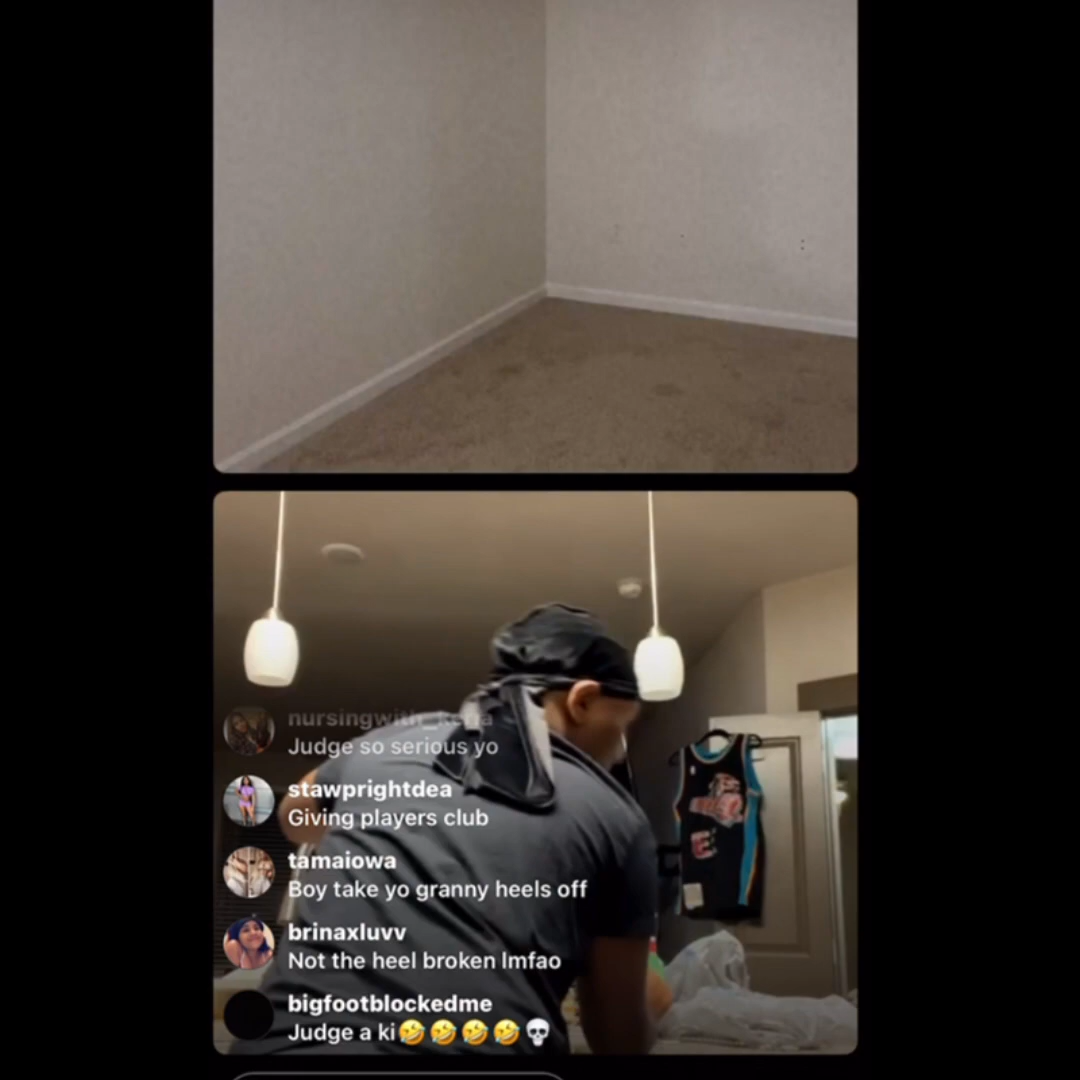 Judge so serious yo
stawprightdea
Giving players club
tamaiowa
Boy take yo granny heels off
brinaxluvv
Not the heel broken lmfao
bigfootblockedme
Judge a ki🤣🤣🤣🤣💀